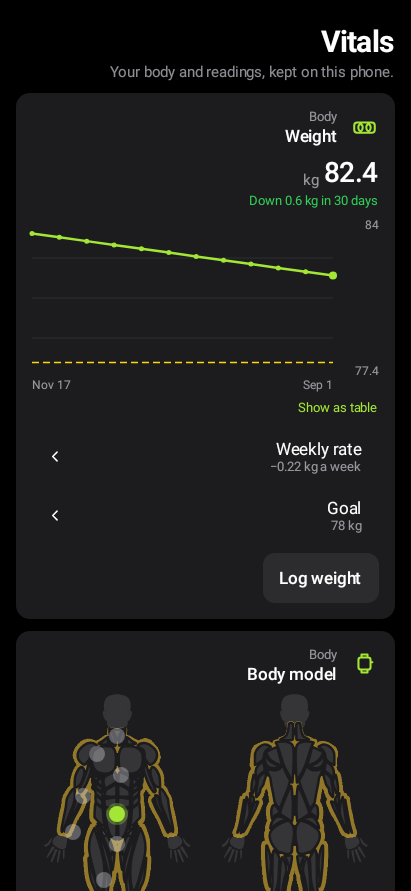 Vitals
Your body and readings, kept on this phone.
Body
Weight
kg 82.4
Down 0.6 kg in 30 days
84
77.4
Nov 17
Sep 1
Show as table
Weekly rate
−0.22 kg a week
Goal
78 kg
Log weight
Body
Body model